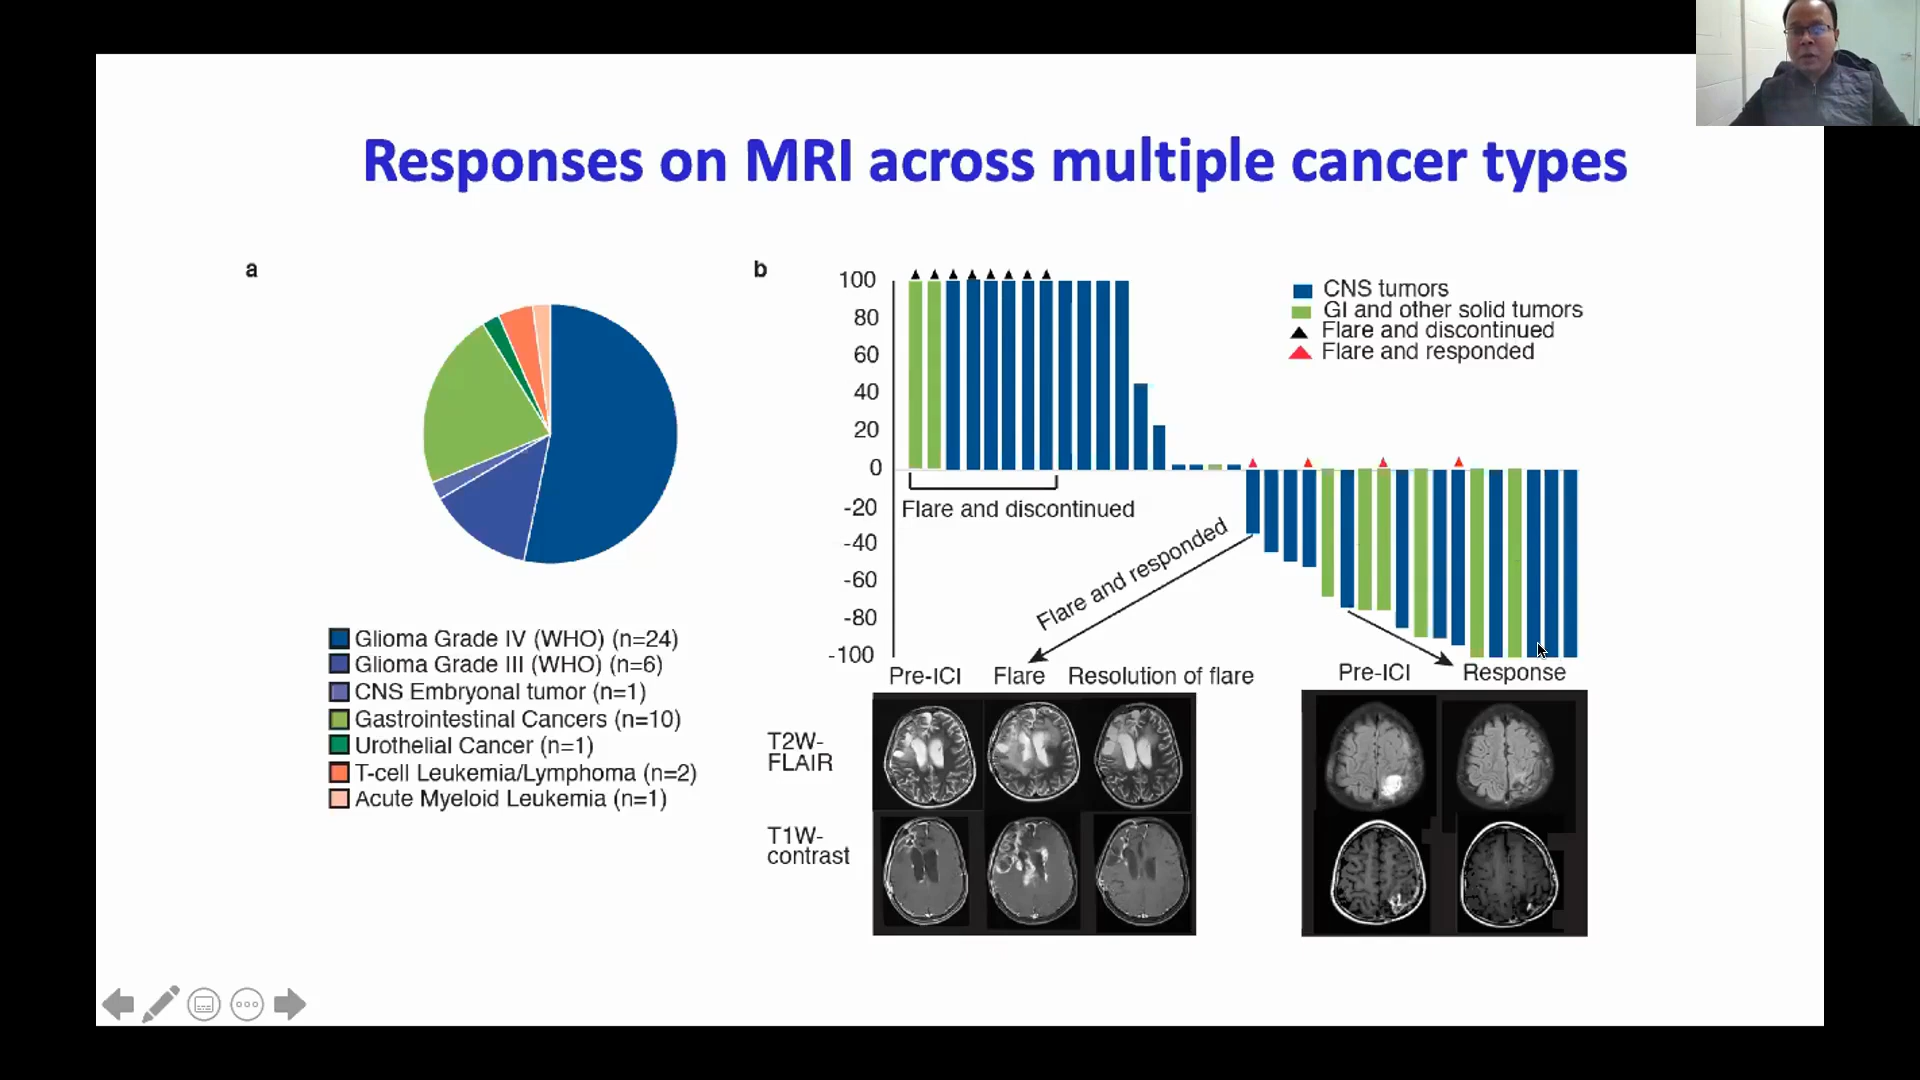 Responses on MRI across multiple cancer types
a
Glioma Grade IV (WHO) (n=24)
Glioma Grade III (WHO) (n=6)
CNS Embryonal tumor (n=1)
Gastrointestinal Cancers (n=10)
Urothelial Cancer (n=1)
T-cell Leukemia/Lymphoma (n=2)
Acute Myeloid Leukemia (n=1)
b
100
80
60
40
20
0
-20
-40
-60
-80
-100
CNS tumors
GI and other solid tumors
Flare and discontinued
Flare and responded
Flare and discontinued
Flare and responded
Pre-ICI Flare Resolution of flare
Pre-ICI Response
T2W-
FLAIR
T1W-
contrast